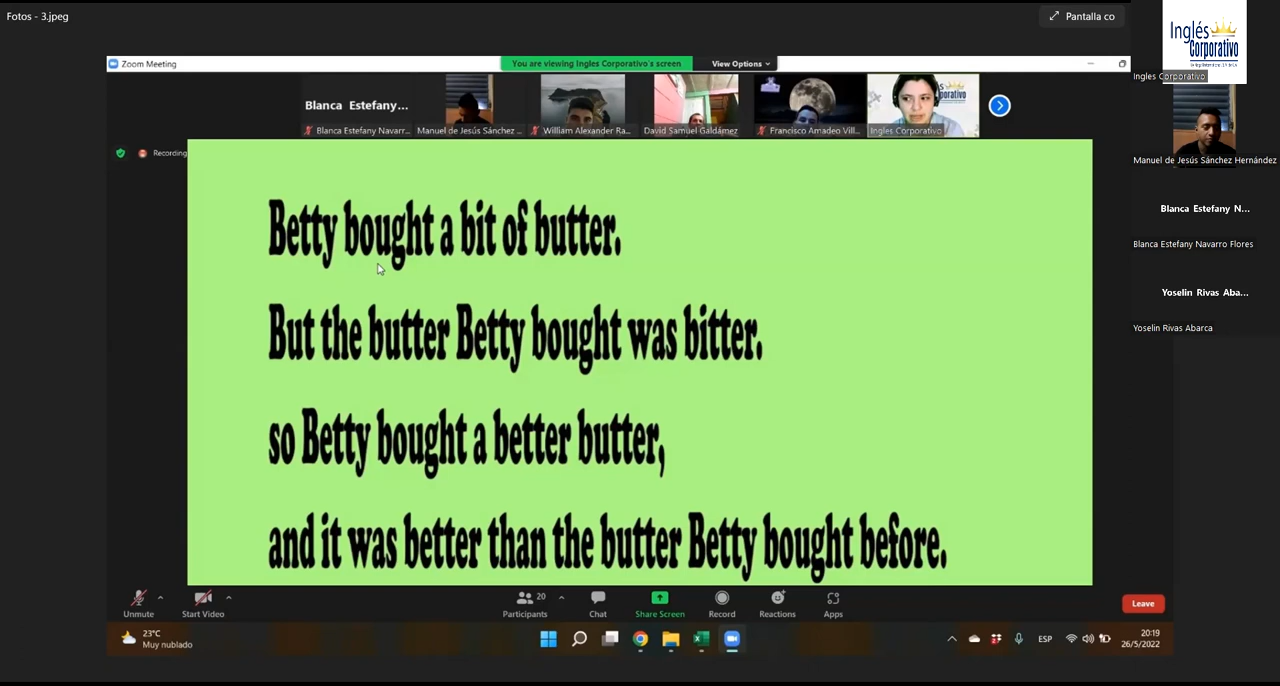 Fotos - 3.jpeg
Pantalla co
Inglés
Corporativo
Ingles Corporativo
Zoom Meeting
You are viewing Ingles Corporativo's screen
View Options
Blanca Estefany...
Blanca Estefany Navarr...
Manuel de Jesús Sánchez ...
William Alexander Ra...
David Samuel Galdámez
Francisco Amadeo Vill...
Ingles Corporativo
Manuel de Jesús Sánchez Hernández
Recording
Blanca Estefany N...
Blanca Estefany Navarro Flores
Yoselin Rivas Aba...
Yoselin Rivas Abarca
Betty bought a bit of butter.
But the butter Betty bought was bitter.
so Betty bought a better butter,
and it was better than the butter Betty bought before.
Unmute
Start Video
20
Participants
Chat
Share Screen
Record
Reactions
Apps
Leave
23°C
Muy nublado
ESP
20:19
26/5/2022